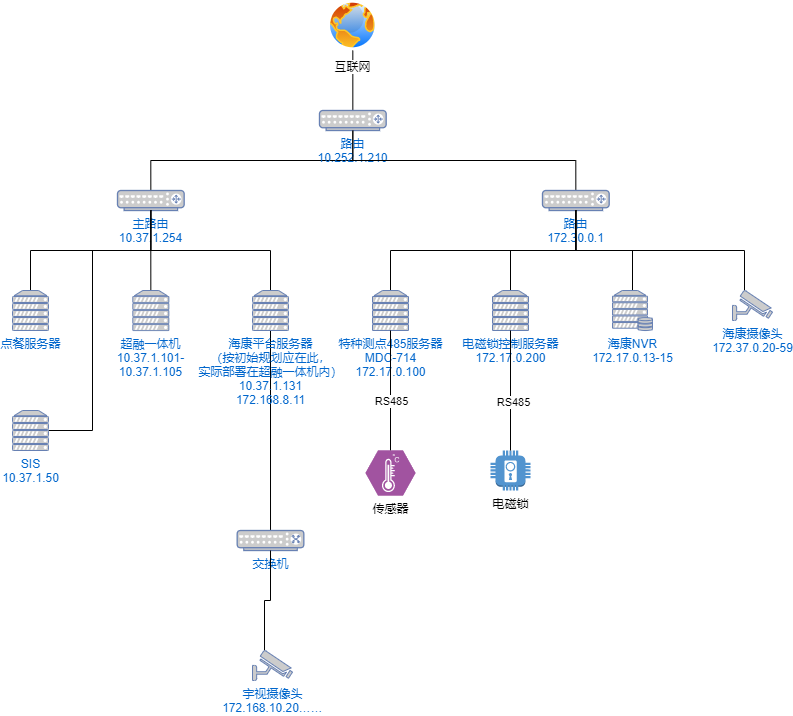 互联网
路由
10.252.1.210
主路由
10.37.1.254
路由
172.30.0.1
点餐服务器
超融一体机
10.37.1.101-
10.37.1.105
海康平台服务器
（按初始规划应在此，
实际部署在超融一体机内）
10.37.1.131
172.168.8.11
特种测点485服务器
MDC-714
172.17.0.100
电磁锁控制服务器
172.17.0.200
海康NVR
172.17.0.13-15
海康摄像头
172.37.0.20-59
RS485
RS485
SIS
10.37.1.50
°C
传感器
电磁锁
交换机
宇视摄像头
172.168.10.20……